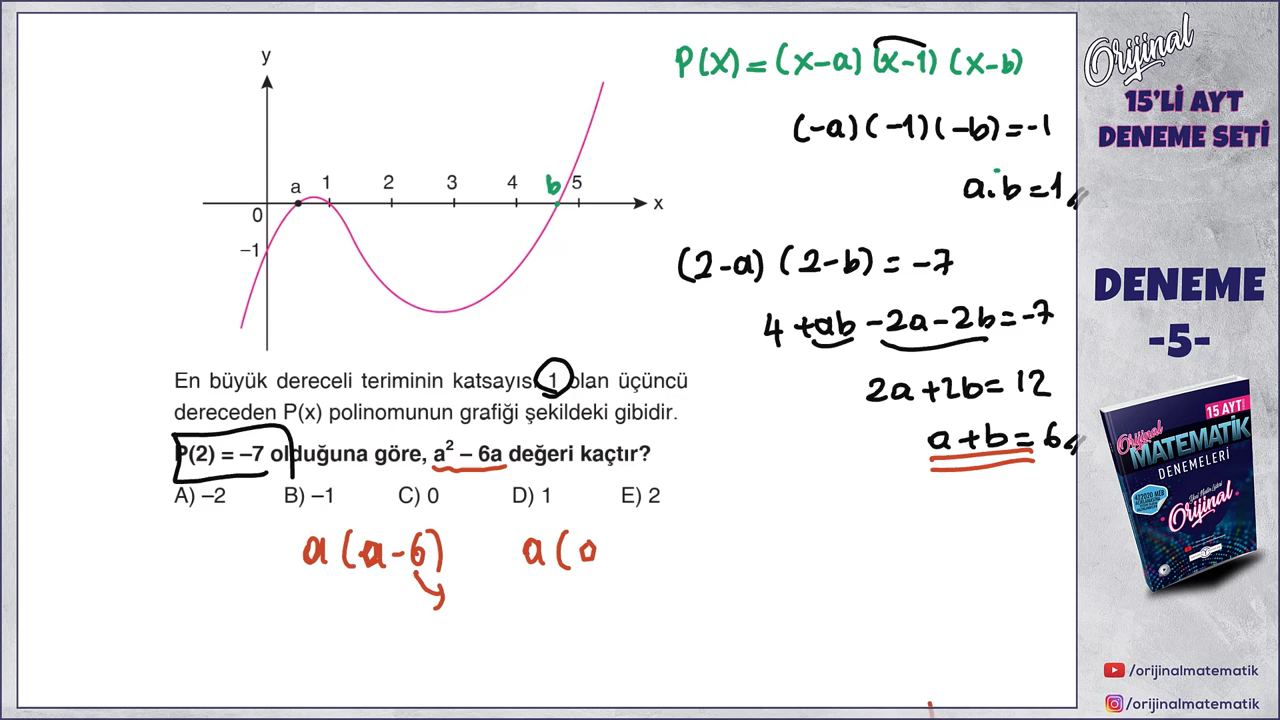 y
a 1 2 3 4 b 5
0 x
–1
En büyük dereceli teriminin katsayısı 1 olan üçüncü
dereceden P(x) polinomunun grafiği şekildeki gibidir.
P(2) = –7 olduğuna göre, a² – 6a değeri kaçtır?
A) –2 B) –1 C) 0 D) 1 E) 2
a (a-6) a (a
P(x) = (x-a) (x-1) (x-b)
(-a) (-1) (-b) = -1
a.b = 1
(2-a) (2-b) = -7
4 + ab - 2a - 2b = -7
2a + 2b = 12
a + b = 6
Orijinal
15'Lİ AYT
DENEME SETİ
DENEME
-5-
15 AYT
Orijinal
MATEMATİK
DENEMELERİ
Orijinal
/orijinalmatematik
/orijinalmatematik